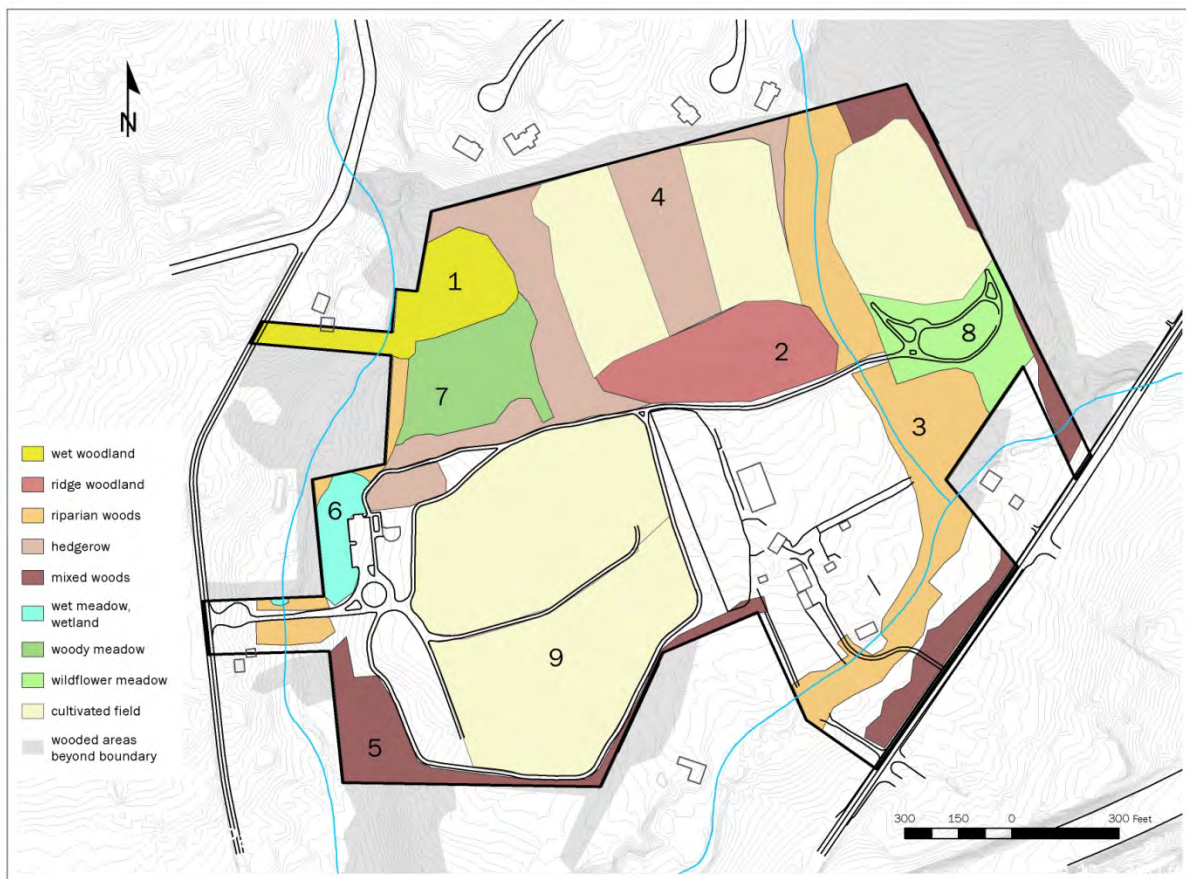 N
4
1
8
2
7
3
6
9
5
wet woodland
ridge woodland
riparian woods
hedgerow
mixed woods
wet meadow,
wetland
woody meadow
wildflower meadow
cultivated field
wooded areas
beyond boundary
300 150 0 300 Feet